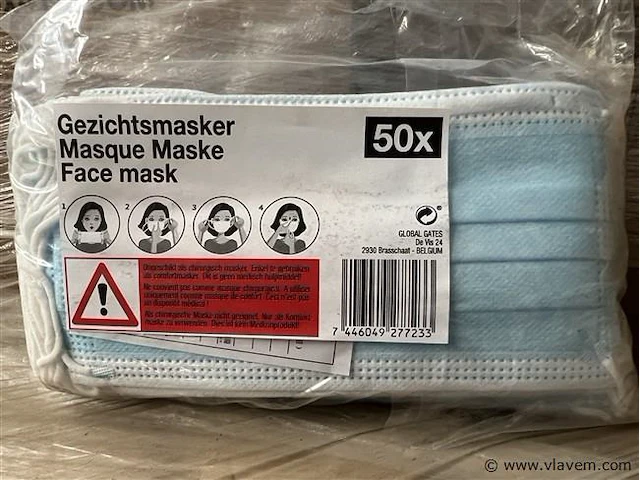 Gezichtsmasker
Masque Maske
Face mask
50x
1 2 3 4
GLOBAL GATES
De Vis 24
2930 Brasschaat - BELGIUM
Ongeschikt als chirurgisch masker. Enkel te gebruiken
als comfortmasker. Dit is geen medisch hulpmiddel!
Ne convient pas comme masque chirurgical. A utiliser
uniquement comme masque de confort. Ceci n'est pas
un dispositif médical!
Als chirurgische Maske nicht geeignet. Nur als Komfort-
maske zu verwenden. Dies ist kein Medizinprodukt!
7 446049 277233
© www.vlavem.com